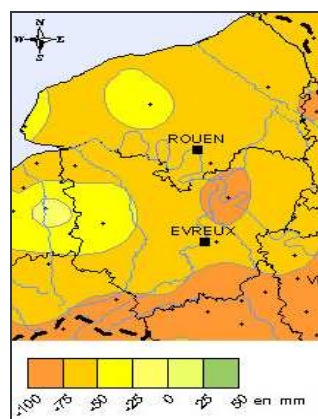 N
W E
S
ROUEN
EVREUX
V
-100 -75 -50 -25 0 25 50 en mm